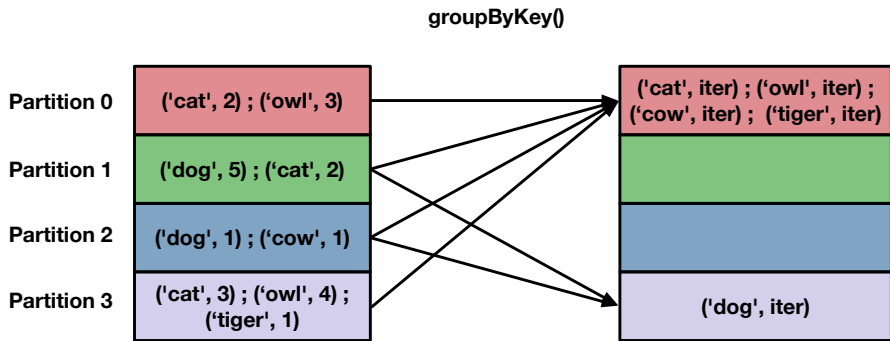 groupByKey()
Partition 0
('cat', 2) ; (‘owl', 3)
('cat', iter) ; (‘owl', iter) ;
(‘cow', iter) ;  (‘tiger', iter)
Partition 1
('dog', 5) ; (‘cat', 2)
Partition 2
('dog', 1) ; (‘cow', 1)
Partition 3
('cat', 3) ; (‘owl', 4) ;
(‘tiger', 1)
('dog', iter)